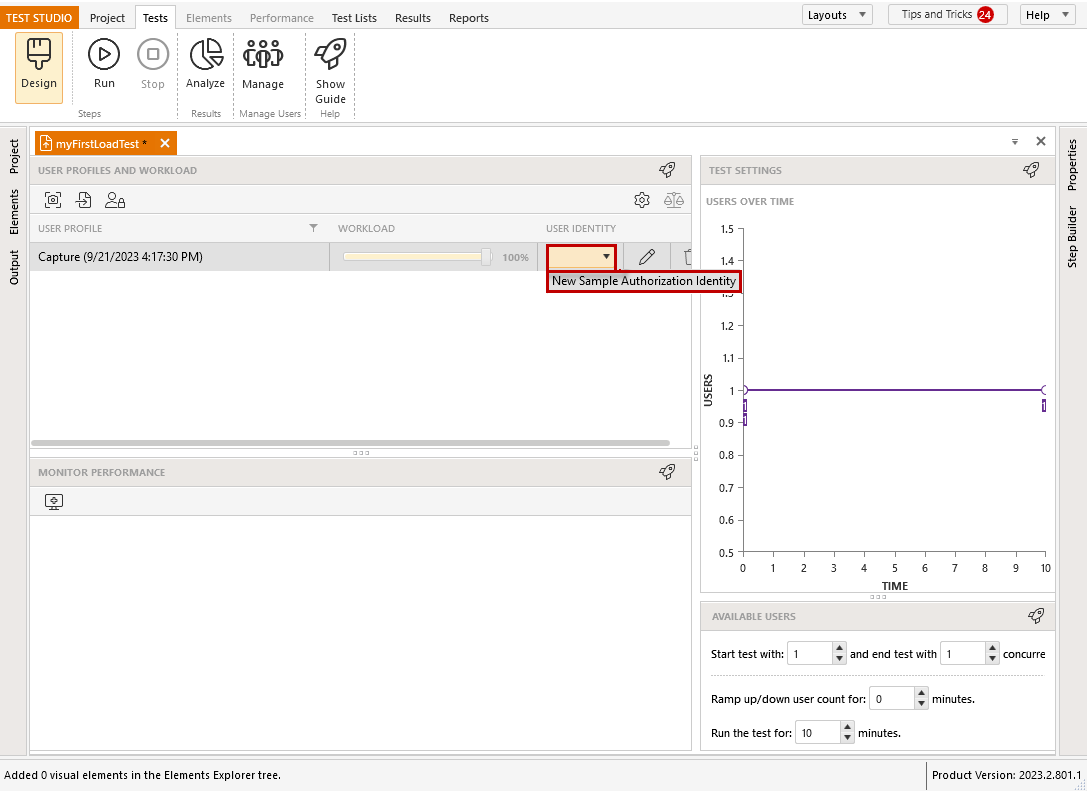 TEST STUDIO Project Tests Elements Performance Test Lists Results Reports Layouts Tips and Tricks 24 Help
Design Run Stop Analyze Manage Show
Guide
Steps Results Manage Users Help
Project
Elements
Output
myFirstLoadTest *
USER PROFILES AND WORKLOAD
USER PROFILE WORKLOAD USER IDENTITY
Capture (9/21/2023 4:17:30 PM) 100%
New Sample Authorization Identity
MONITOR PERFORMANCE
TEST SETTINGS
USERS OVER TIME
1.5
1.4
1.3
1.2
1.1
1
0.9
0.8
0.7
0.6
0.5
USERS
1 1
1
0 1 2 3 4 5 6 7 8 9 10
TIME
AVAILABLE USERS
Start test with: 1 and end test with 1 concurre
Ramp up/down user count for: 0 minutes.
Run the test for: 10 minutes.
Properties
Step Builder
Added 0 visual elements in the Elements Explorer tree. Product Version: 2023.2.801.1